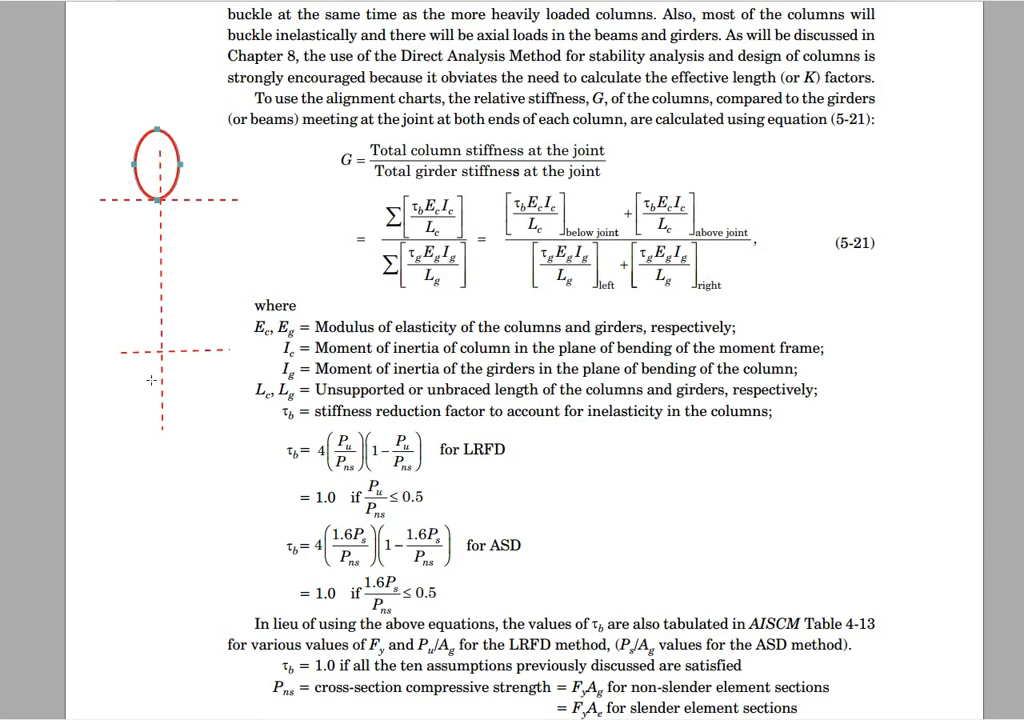 buckle at the same time as the more heavily loaded columns. Also, most of the columns will
buckle inelastically and there will be axial loads in the beams and girders. As will be discussed in
Chapter 8, the use of the Direct Analysis Method for stability analysis and design of columns is
strongly encouraged because it obviates the need to calculate the effective length (or K) factors.
To use the alignment charts, the relative stiffness, G, of the columns, compared to the girders
(or beams) meeting at the joint at both ends of each column, are calculated using equation (5-21):
G = Total column stiffness at the joint / Total girder stiffness at the joint
= ∑[τ_b E_c I_c / L_c] / ∑[τ_g E_g I_g / L_g] = ([τ_b E_c I_c / L_c]below joint + [τ_b E_c I_c / L_c]above joint) / ([τ_g E_g I_g / L_g]left + [τ_g E_g I_g / L_g]right), (5-21)
where
E_c, E_g = Modulus of elasticity of the columns and girders, respectively;
I_c = Moment of inertia of column in the plane of bending of the moment frame;
I_g = Moment of inertia of the girders in the plane of bending of the column;
L_c, L_g = Unsupported or unbraced length of the columns and girders, respectively;
τ_b = stiffness reduction factor to account for inelasticity in the columns;
τ_b = 4(P_u / P_ns)(1 − P_u / P_ns) for LRFD
= 1.0 if P_u / P_ns ≤ 0.5
τ_b = 4(1.6P_s / P_ns)(1 − 1.6P_s / P_ns) for ASD
= 1.0 if 1.6P_s / P_ns ≤ 0.5
In lieu of using the above equations, the values of τ_b are also tabulated in AISCM Table 4-13
for various values of F_y and P_u/A_g for the LRFD method, (P_s/A_g values for the ASD method).
τ_b = 1.0 if all the ten assumptions previously discussed are satisfied
P_ns = cross-section compressive strength = F_yA_g for non-slender element sections
= F_yA_e for slender element sections